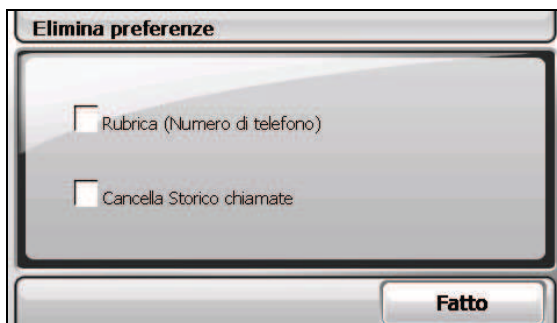 Elimina preferenze
Rubrica (Numero di telefono)
Cancella Storico chiamate
Fatto